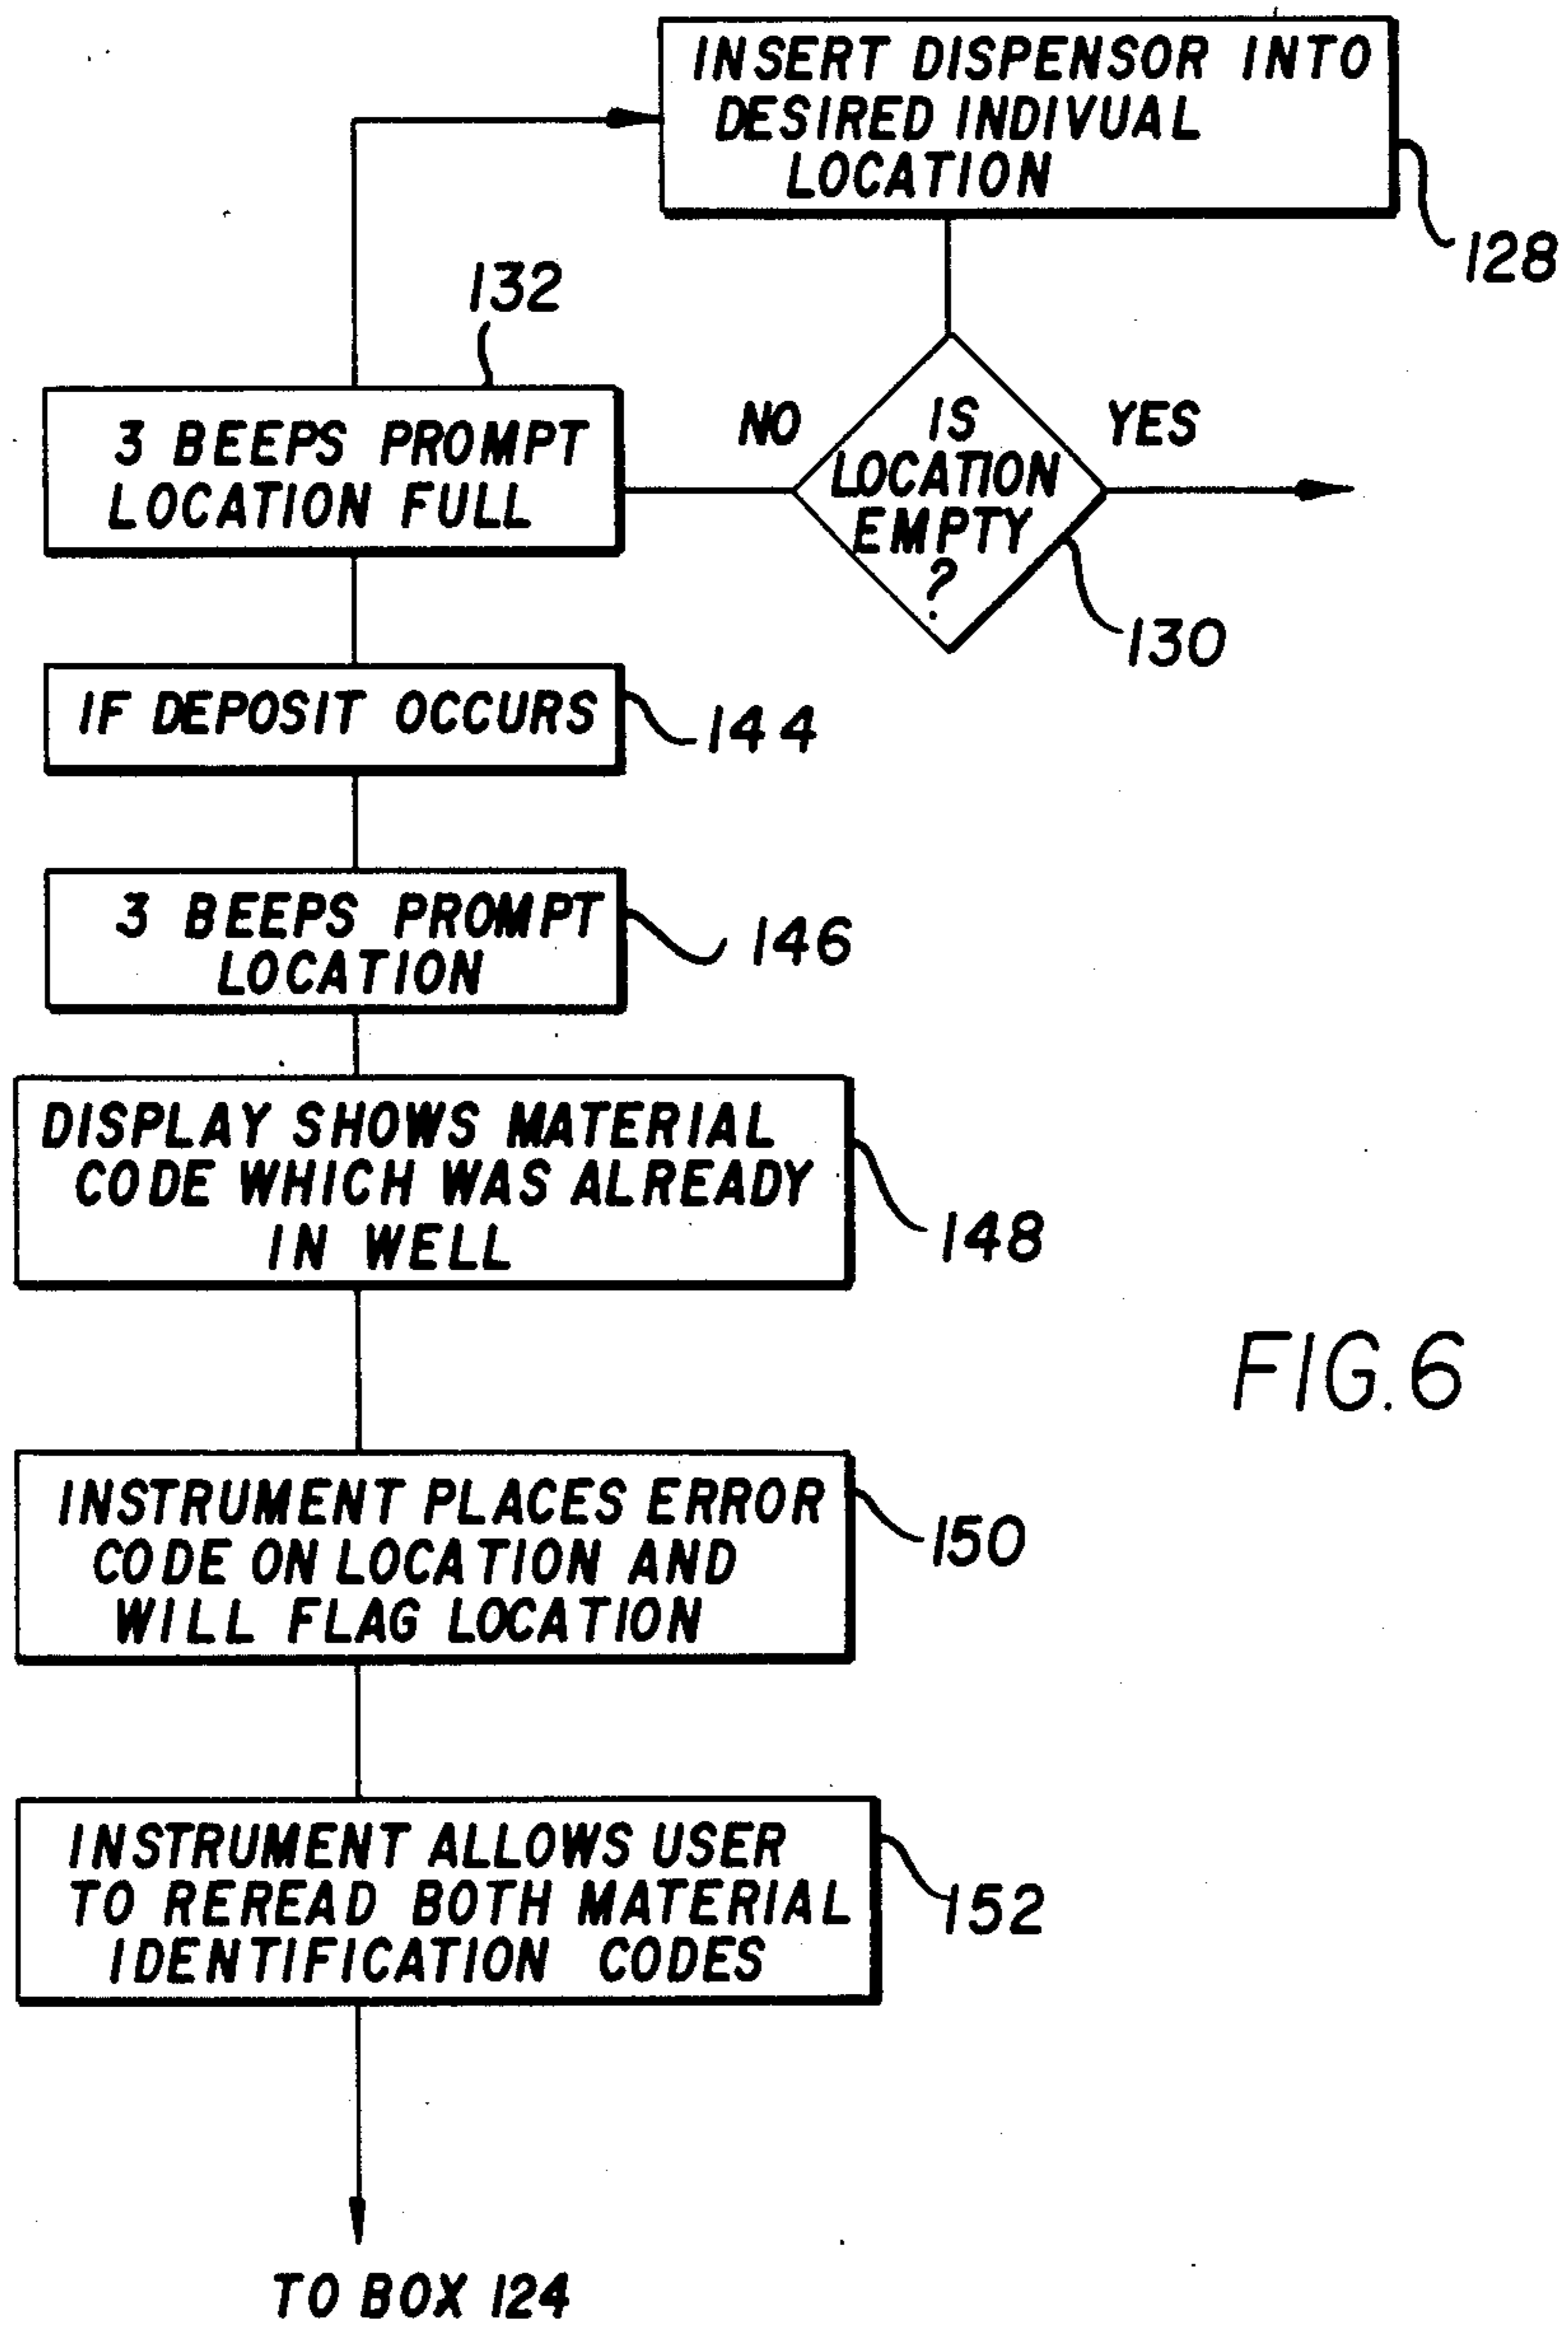 INSERT DISPENSOR INTO
DESIRED INDIVUAL
LOCATION
128
132
3 BEEPS PROMPT
LOCATION FULL
NO
IS
LOCATION
EMPTY
?
YES
130
IF DEPOSIT OCCURS
144
3 BEEPS PROMPT
LOCATION
146
DISPLAY SHOWS MATERIAL
CODE WHICH WAS ALREADY
IN WELL
148
FIG.6
INSTRUMENT PLACES ERROR
CODE ON LOCATION AND
WILL FLAG LOCATION
150
INSTRUMENT ALLOWS USER
TO REREAD BOTH MATERIAL
IDENTIFICATION CODES
152
TO BOX 124